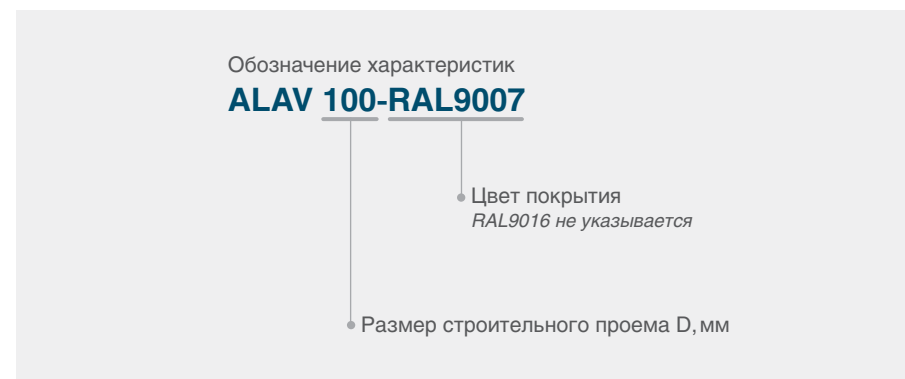 Обозначение характеристик
ALAV 100-RAL9007
Цвет покрытия
RAL9016 не указывается
Размер строительного проема D, мм